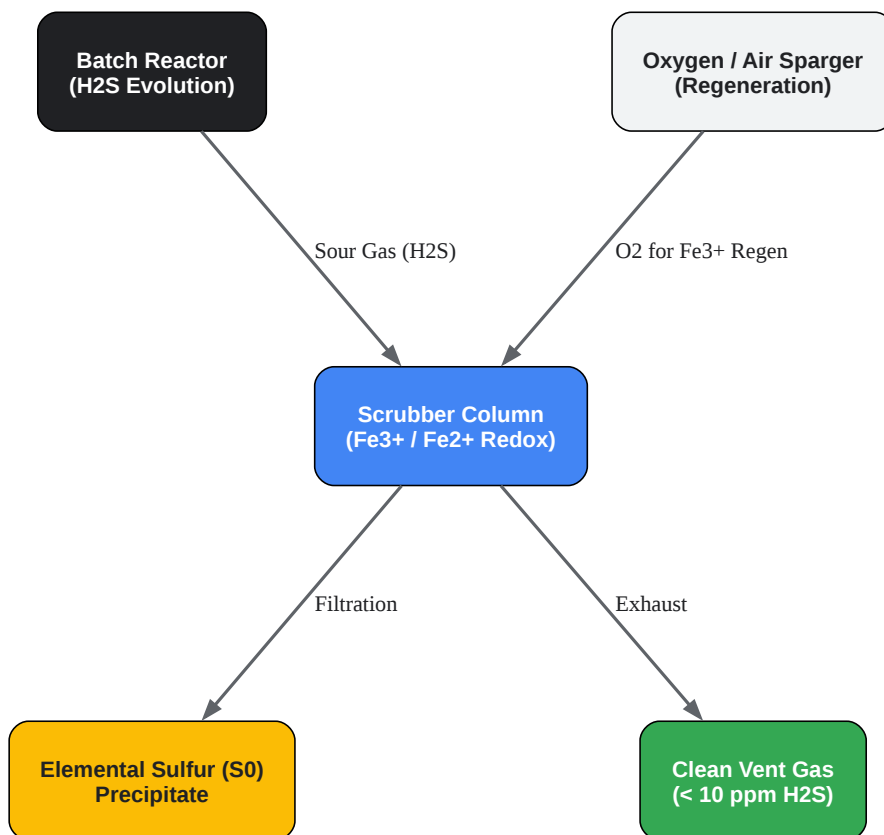 Batch Reactor
(H2S Evolution)
Oxygen / Air Sparger
(Regeneration)
Sour Gas (H2S)
O2 for Fe3+ Regen
Scrubber Column
(Fe3+ / Fe2+ Redox)
Filtration
Exhaust
Elemental Sulfur (S0)
Precipitate
Clean Vent Gas
(< 10 ppm H2S)